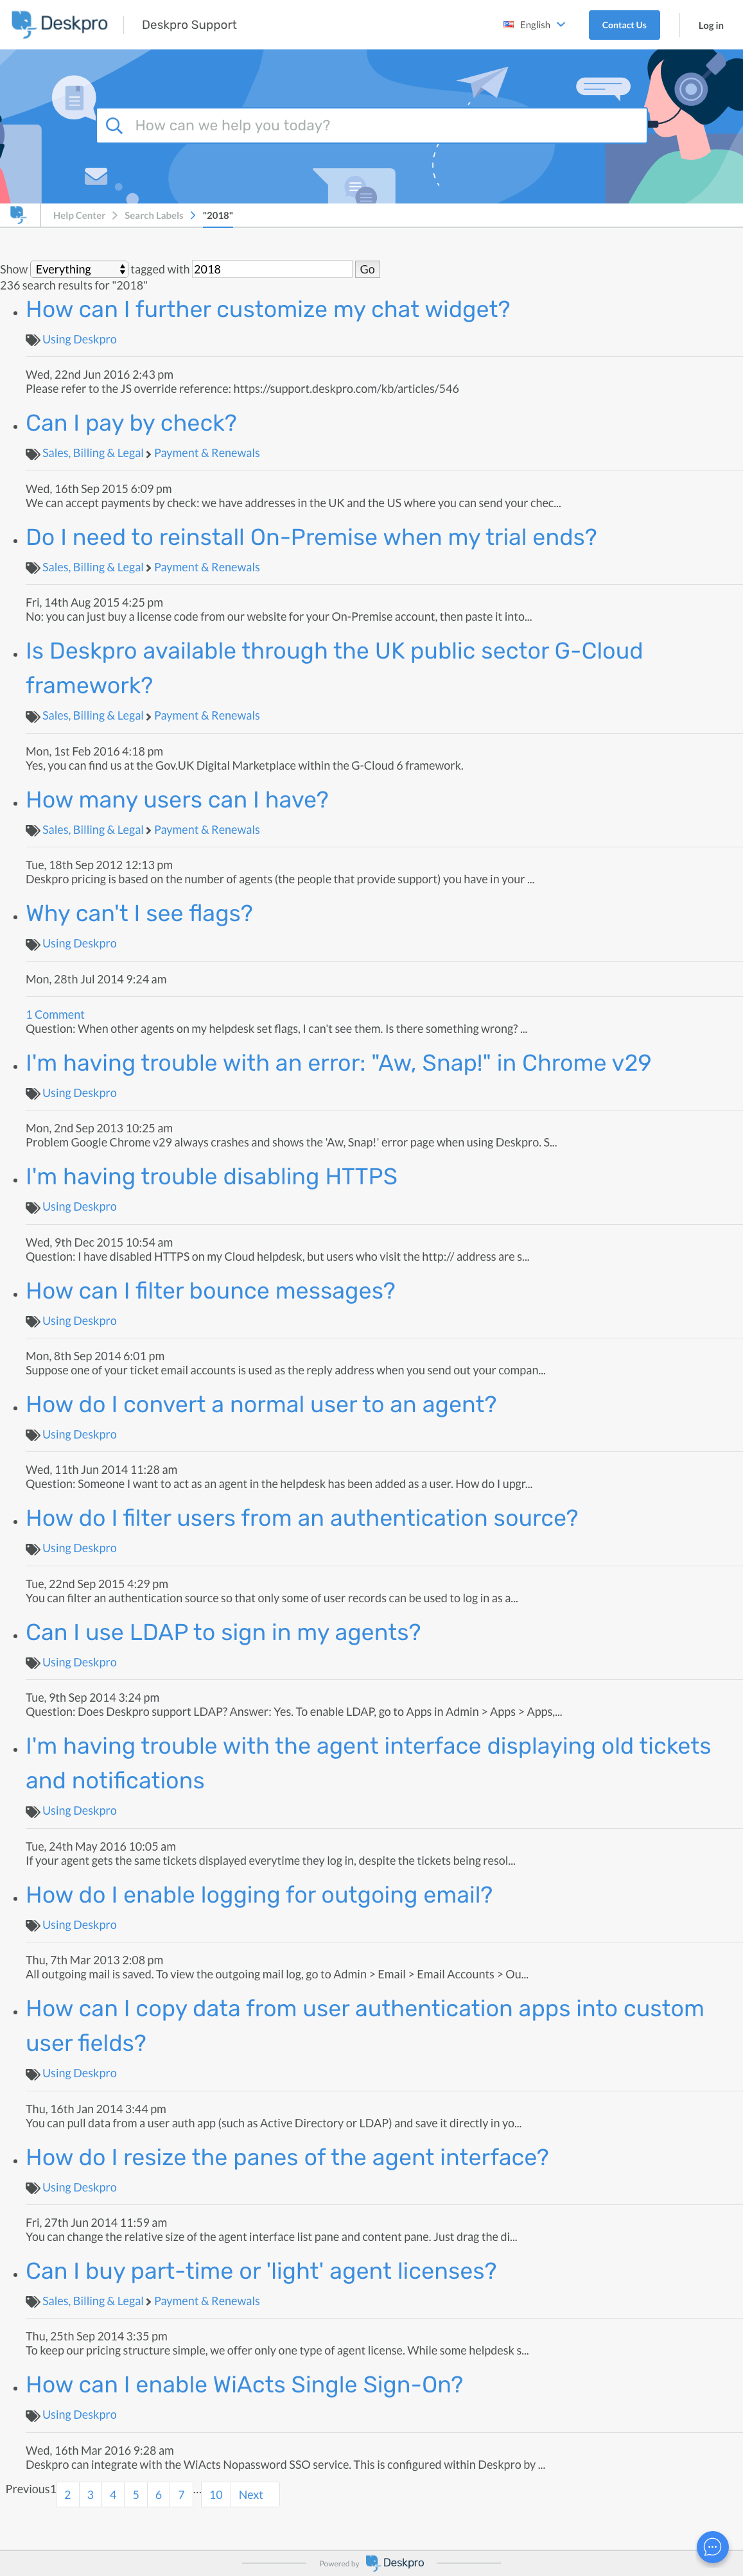 Deskpro
Deskpro Support
English
Contact Us
Log in
How can we help you today?
Help Center
Search Labels
"2018"
Show Everything tagged with 2018 Go
236 search results for "2018"
How can I further customize my chat widget?
Using Deskpro
Wed, 22nd Jun 2016 2:43 pm
Please refer to the JS override reference: https://support.deskpro.com/kb/articles/546
Can I pay by check?
Sales, Billing & Legal Payment & Renewals
Wed, 16th Sep 2015 6:09 pm
We can accept payments by check: we have addresses in the UK and the US where you can send your chec...
Do I need to reinstall On-Premise when my trial ends?
Sales, Billing & Legal Payment & Renewals
Fri, 14th Aug 2015 4:25 pm
No: you can just buy a license code from our website for your On-Premise account, then paste it into...
Is Deskpro available through the UK public sector G-Cloud
framework?
Sales, Billing & Legal Payment & Renewals
Mon, 1st Feb 2016 4:18 pm
Yes, you can find us at the Gov.UK Digital Marketplace within the G-Cloud 6 framework.
How many users can I have?
Sales, Billing & Legal Payment & Renewals
Tue, 18th Sep 2012 12:13 pm
Deskpro pricing is based on the number of agents (the people that provide support) you have in your ...
Why can't I see flags?
Using Deskpro
Mon, 28th Jul 2014 9:24 am
1 Comment
Question: When other agents on my helpdesk set flags, I can't see them. Is there something wrong? ...
I'm having trouble with an error: "Aw, Snap!" in Chrome v29
Using Deskpro
Mon, 2nd Sep 2013 10:25 am
Problem Google Chrome v29 always crashes and shows the 'Aw, Snap!' error page when using Deskpro. S...
I'm having trouble disabling HTTPS
Using Deskpro
Wed, 9th Dec 2015 10:54 am
Question: I have disabled HTTPS on my Cloud helpdesk, but users who visit the http:// address are s...
How can I filter bounce messages?
Using Deskpro
Mon, 8th Sep 2014 6:01 pm
Suppose one of your ticket email accounts is used as the reply address when you send out your compan...
How do I convert a normal user to an agent?
Using Deskpro
Wed, 11th Jun 2014 11:28 am
Question: Someone I want to act as an agent in the helpdesk has been added as a user. How do I upgr...
How do I filter users from an authentication source?
Using Deskpro
Tue, 22nd Sep 2015 4:29 pm
You can filter an authentication source so that only some of user records can be used to log in as a...
Can I use LDAP to sign in my agents?
Using Deskpro
Tue, 9th Sep 2014 3:24 pm
Question: Does Deskpro support LDAP? Answer: Yes. To enable LDAP, go to Apps in Admin > Apps > Apps,...
I'm having trouble with the agent interface displaying old tickets
and notifications
Using Deskpro
Tue, 24th May 2016 10:05 am
If your agent gets the same tickets displayed everytime they log in, despite the tickets being resol...
How do I enable logging for outgoing email?
Using Deskpro
Thu, 7th Mar 2013 2:08 pm
All outgoing mail is saved. To view the outgoing mail log, go to Admin > Email > Email Accounts > Ou...
How can I copy data from user authentication apps into custom
user fields?
Using Deskpro
Thu, 16th Jan 2014 3:44 pm
You can pull data from a user auth app (such as Active Directory or LDAP) and save it directly in yo...
How do I resize the panes of the agent interface?
Using Deskpro
Fri, 27th Jun 2014 11:59 am
You can change the relative size of the agent interface list pane and content pane. Just drag the di...
Can I buy part-time or 'light' agent licenses?
Sales, Billing & Legal Payment & Renewals
Thu, 25th Sep 2014 3:35 pm
To keep our pricing structure simple, we offer only one type of agent license. While some helpdesk s...
How can I enable WiActs Single Sign-On?
Using Deskpro
Wed, 16th Mar 2016 9:28 am
Deskpro can integrate with the WiActs Nopassword SSO service. This is configured within Deskpro by ...
Previous 1 2 3 4 5 6 7 ... 10 Next
Powered by Deskpro